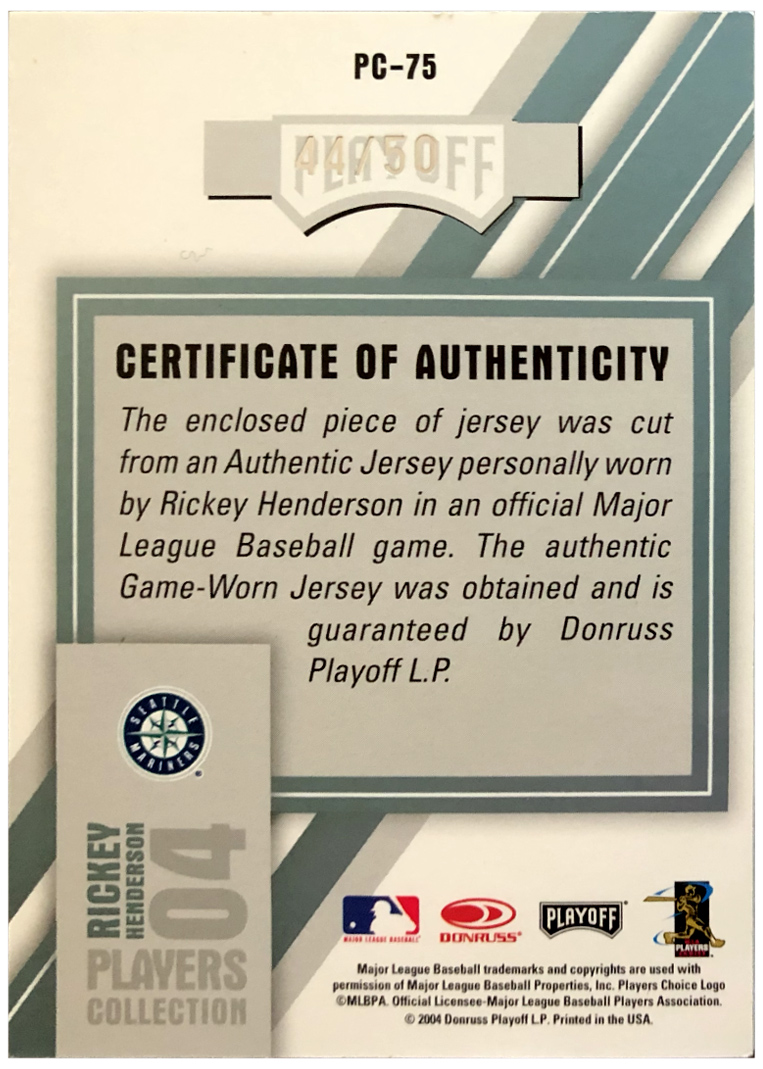 PC-75
PLAYOFF
44/50
CERTIFICATE OF AUTHENTICITY
The enclosed piece of jersey was cut
from an Authentic Jersey personally worn
by Rickey Henderson in an official Major
League Baseball game. The authentic
Game-Worn Jersey was obtained and is
guaranteed by Donruss
Playoff L.P.
SEATTLE
MARINERS
RICKEY
HENDERSON
04
PLAYERS
COLLECTION
MAJOR LEAGUE BASEBALL
DONRUSS
PLAYOFF
PLAYERS
Major League Baseball trademarks and copyrights are used with
permission of Major League Baseball Properties, Inc. Players Choice Logo
©MLBPA. Official Licensee-Major League Baseball Players Association.
© 2004 Donruss Playoff L.P. Printed in the USA.